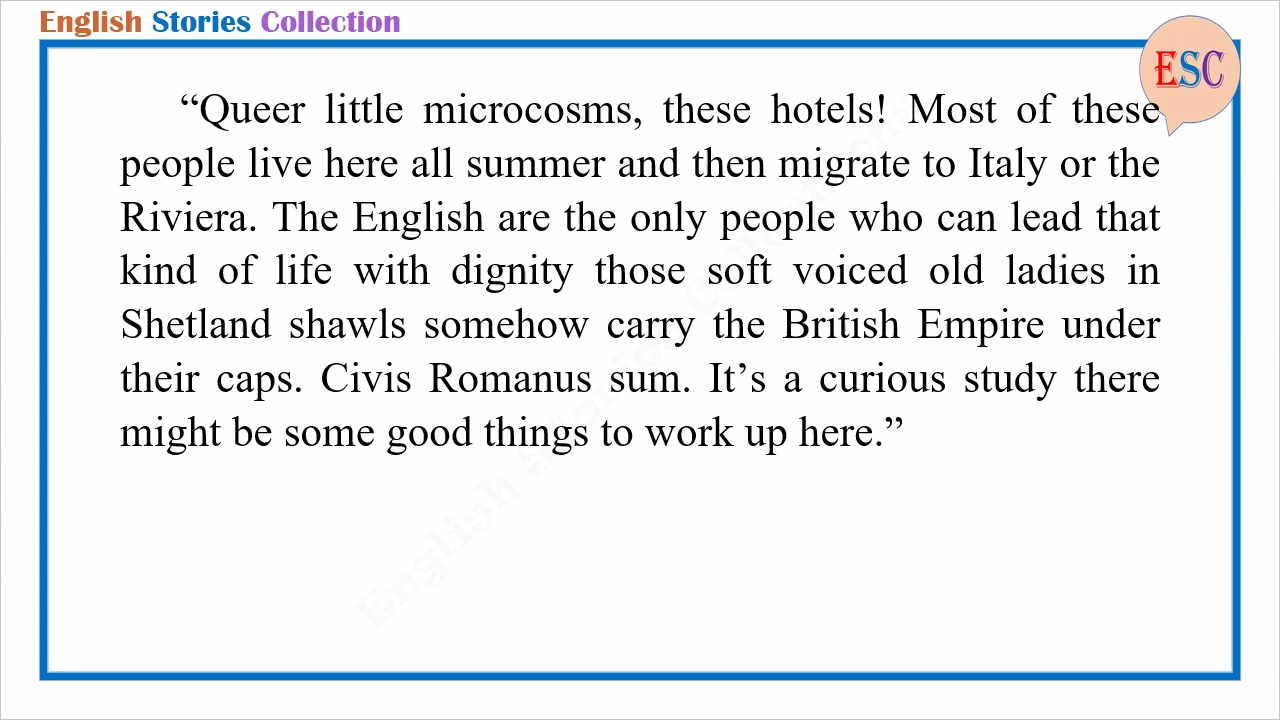 English Stories Collection
ESC
“Queer little microcosms, these hotels! Most of these
people live here all summer and then migrate to Italy or the
Riviera. The English are the only people who can lead that
kind of life with dignity those soft voiced old ladies in
Shetland shawls somehow carry the British Empire under
their caps. Civis Romanus sum. It’s a curious study there
might be some good things to work up here.”
English Stories Collections